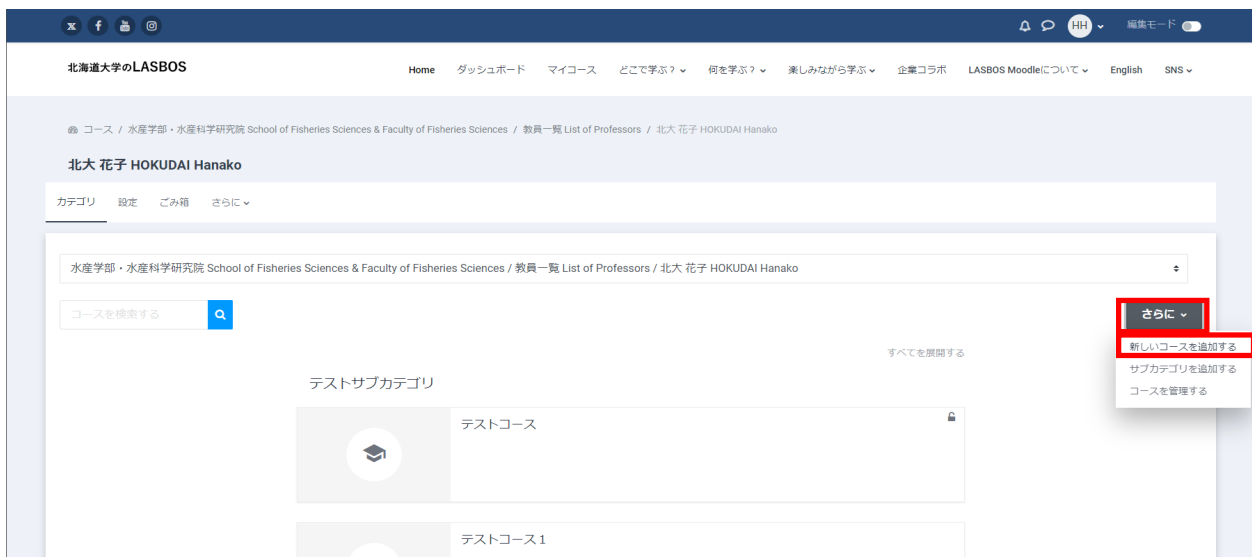 HH 編集モード
北海道大学のLASBOS Home ダッシュボード マイコース どこで学ぶ? 何を学ぶ? 楽しみながら学ぶ 企業コラボ LASBOS Moodleについて English SNS
コース / 水産学部・水産科学研究院 School of Fisheries Sciences & Faculty of Fisheries Sciences / 教員一覧 List of Professors / 北大 花子 HOKUDAI Hanako
北大 花子 HOKUDAI Hanako
カテゴリ 設定 ごみ箱 さらに
水産学部・水産科学研究院 School of Fisheries Sciences & Faculty of Fisheries Sciences / 教員一覧 List of Professors / 北大 花子 HOKUDAI Hanako
コースを検索する さらに
新しいコースを追加する
すべてを展開する
サブカテゴリを追加する
コースを管理する
テストサブカテゴリ
テストコース
テストコース1